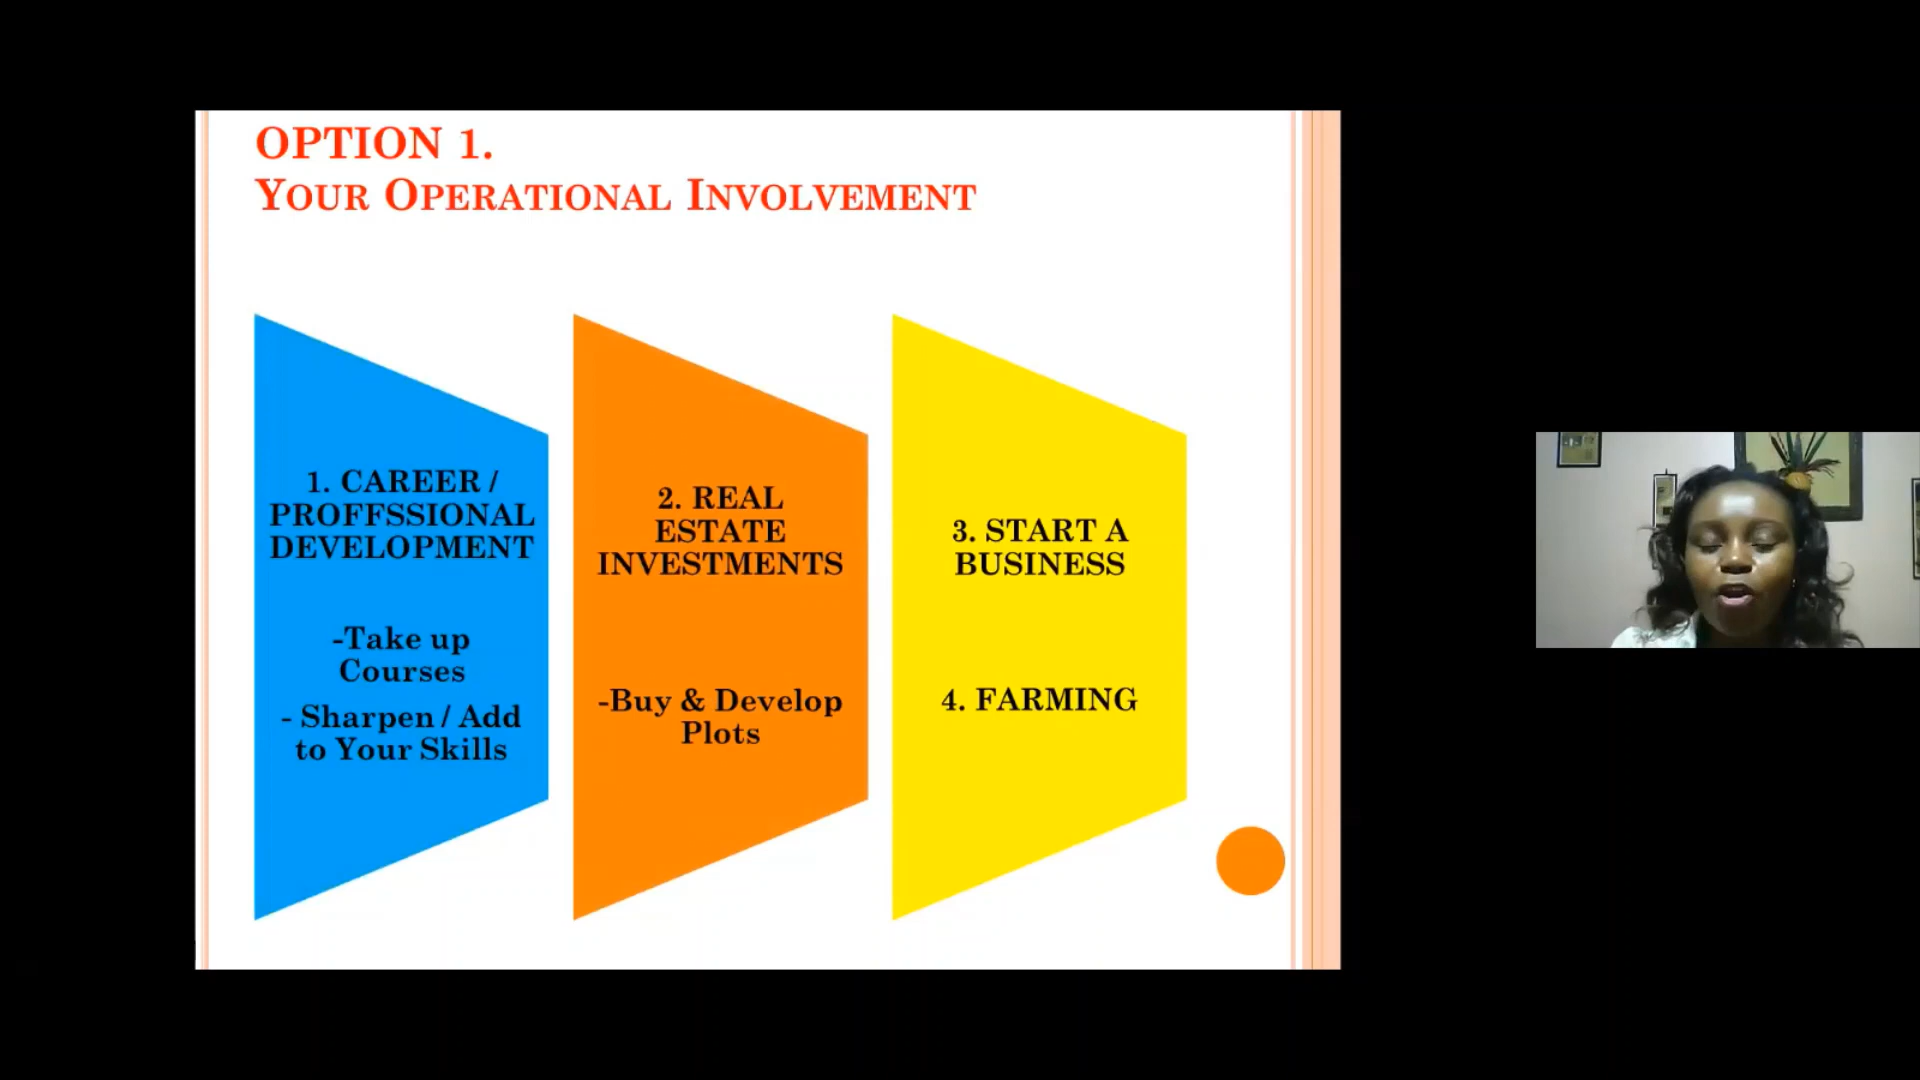 OPTION 1.
YOUR OPERATIONAL INVOLVEMENT
1. CAREER /
PROFFSSIONAL
DEVELOPMENT
-Take up
Courses
- Sharpen / Add
to Your Skills
2. REAL
ESTATE
INVESTMENTS
-Buy & Develop
Plots
3. START A
BUSINESS
4. FARMING